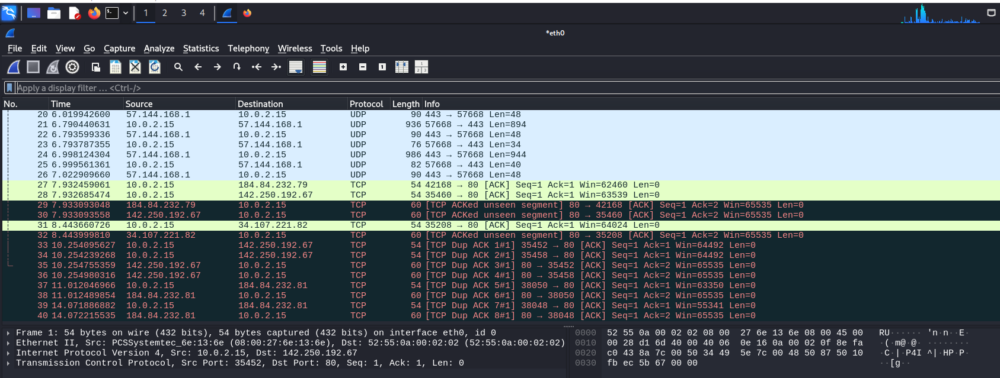 1 2 3 4
*eth0
File Edit View Go Capture Analyze Statistics Telephony Wireless Tools Help
Apply a display filter … <Ctrl-/>
No. Time Source Destination Protocol Length Info
20 6.019942600 57.144.168.1 10.0.2.15 UDP 90 443 → 57668 Len=48
21 6.790440631 10.0.2.15 57.144.168.1 UDP 936 57668 → 443 Len=894
22 6.793599336 57.144.168.1 10.0.2.15 UDP 90 443 → 57668 Len=48
23 6.793787355 10.0.2.15 57.144.168.1 UDP 76 57668 → 443 Len=34
24 6.998124304 57.144.168.1 10.0.2.15 UDP 986 443 → 57668 Len=944
25 6.999561361 10.0.2.15 57.144.168.1 UDP 82 57668 → 443 Len=40
26 7.022909660 57.144.168.1 10.0.2.15 UDP 90 443 → 57668 Len=48
27 7.932459061 10.0.2.15 184.84.232.79 TCP 54 42168 → 80 [ACK] Seq=1 Ack=1 Win=62460 Len=0
28 7.932685474 10.0.2.15 142.250.192.67 TCP 54 35460 → 80 [ACK] Seq=1 Ack=1 Win=63539 Len=0
29 7.933093048 184.84.232.79 10.0.2.15 TCP 60 [TCP ACKed unseen segment] 80 → 42168 [ACK] Seq=1 Ack=2 Win=65535 Len=0
30 7.933093558 142.250.192.67 10.0.2.15 TCP 60 [TCP ACKed unseen segment] 80 → 35460 [ACK] Seq=1 Ack=2 Win=65535 Len=0
31 8.443660726 10.0.2.15 34.107.221.82 TCP 54 35208 → 80 [ACK] Seq=1 Ack=1 Win=64024 Len=0
32 8.443999810 34.107.221.82 10.0.2.15 TCP 60 [TCP ACKed unseen segment] 80 → 35208 [ACK] Seq=1 Ack=2 Win=65535 Len=0
33 10.254095627 10.0.2.15 142.250.192.67 TCP 54 [TCP Dup ACK 1#1] 35452 → 80 [ACK] Seq=1 Ack=1 Win=64492 Len=0
34 10.254239268 10.0.2.15 142.250.192.67 TCP 54 [TCP Dup ACK 2#1] 35458 → 80 [ACK] Seq=1 Ack=1 Win=64492 Len=0
35 10.254755359 142.250.192.67 10.0.2.15 TCP 60 [TCP Dup ACK 3#1] 80 → 35452 [ACK] Seq=1 Ack=2 Win=65535 Len=0
36 10.254980316 142.250.192.67 10.0.2.15 TCP 60 [TCP Dup ACK 4#1] 80 → 35458 [ACK] Seq=1 Ack=2 Win=65535 Len=0
37 11.012046966 10.0.2.15 184.84.232.81 TCP 54 [TCP Dup ACK 5#1] 38050 → 80 [ACK] Seq=1 Ack=1 Win=63350 Len=0
38 11.012489854 184.84.232.81 10.0.2.15 TCP 60 [TCP Dup ACK 6#1] 80 → 38050 [ACK] Seq=1 Ack=2 Win=65535 Len=0
39 14.071886882 10.0.2.15 184.84.232.81 TCP 54 [TCP Dup ACK 7#1] 38048 → 80 [ACK] Seq=1 Ack=1 Win=55341 Len=0
40 14.072215535 184.84.232.81 10.0.2.15 TCP 60 [TCP Dup ACK 8#1] 80 → 38048 [ACK] Seq=1 Ack=2 Win=65535 Len=0
Frame 1: 54 bytes on wire (432 bits), 54 bytes captured (432 bits) on interface eth0, id 0
Ethernet II, Src: PCSSystemtec_6e:13:6e (08:00:27:6e:13:6e), Dst: 52:55:0a:00:02:02 (52:55:0a:00:02:02)
Internet Protocol Version 4, Src: 10.0.2.15, Dst: 142.250.192.67
Transmission Control Protocol, Src Port: 35452, Dst Port: 80, Seq: 1, Ack: 1, Len: 0
0000 52 55 0a 00 02 02 08 00 27 6e 13 6e 08 00 45 00 RU······ 'n·n··E·
0010 00 28 d1 6d 40 00 40 06 0e 16 0a 00 02 0f 8e fa ·(·m@·@· ········
0020 c0 43 8a 7c 00 50 34 49 5e 7c 00 48 50 87 50 10 ·C·|·P4I ^|·HP·P·
0030 fb ec 5b 67 00 00 ··[g··